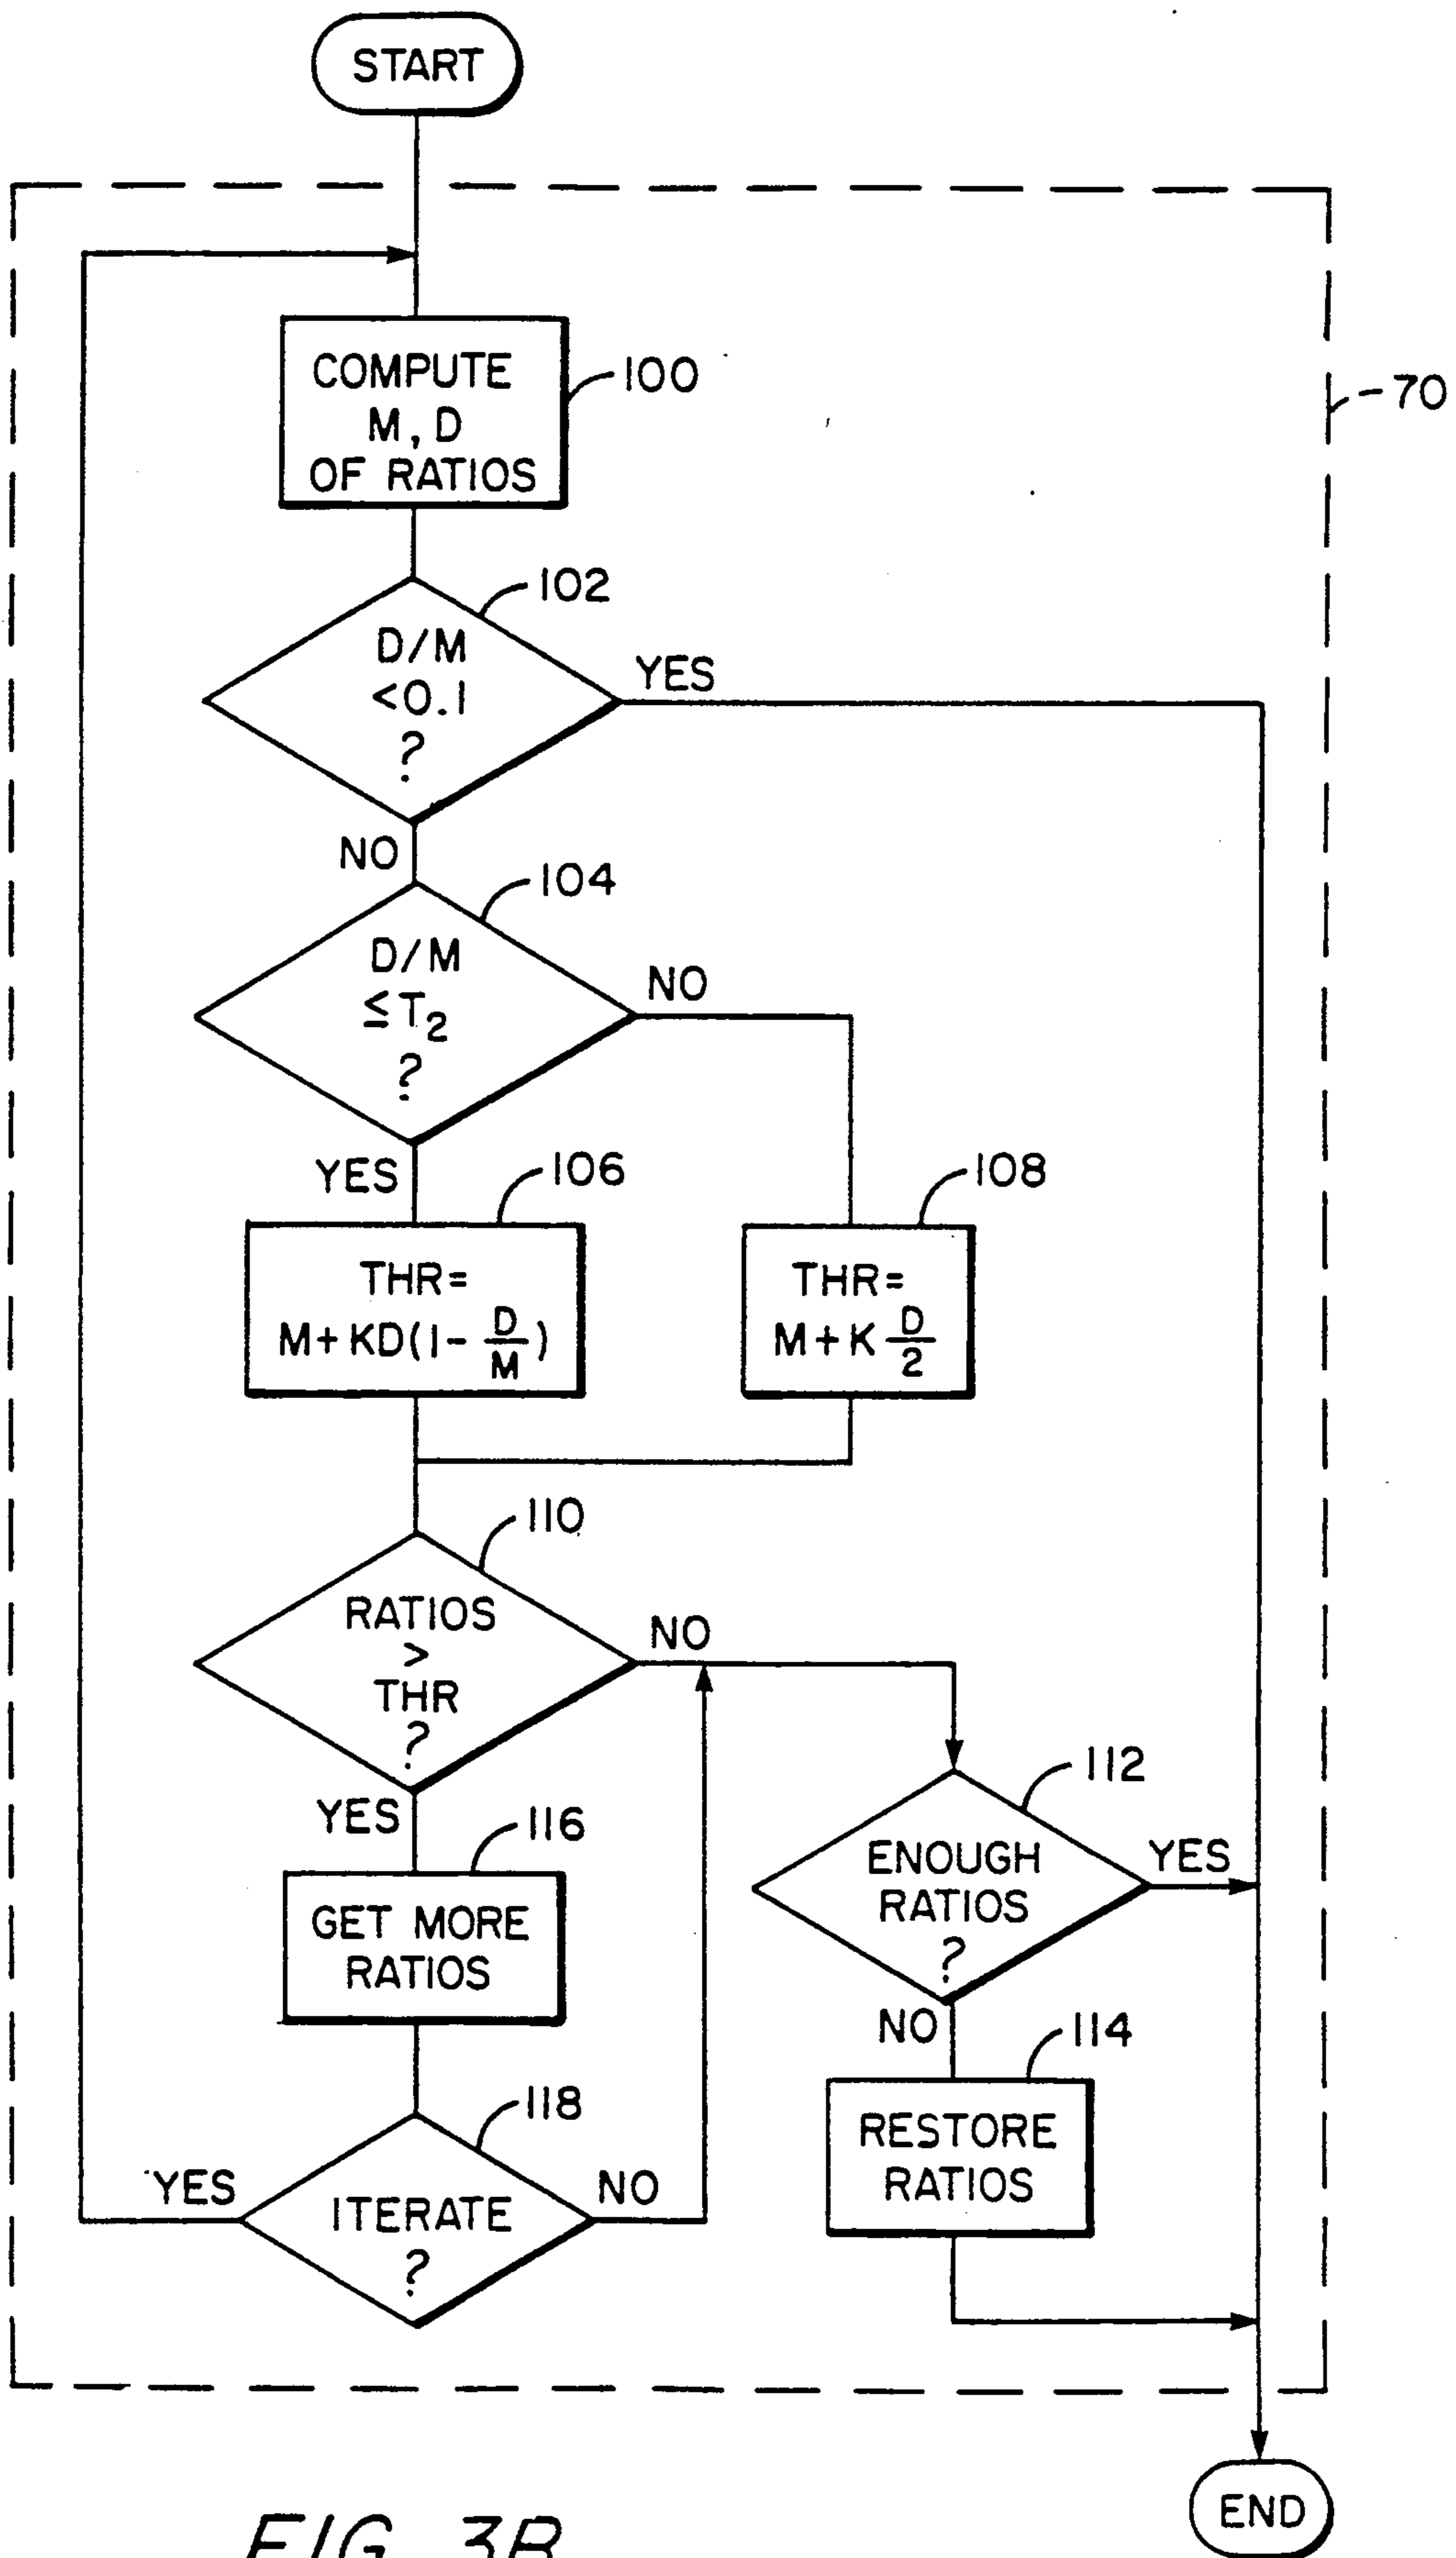 START
COMPUTE
M, D
OF RATIOS
100
70
102
D/M
<0.1
?
YES
NO
104
D/M
≤T2
?
NO
YES
106
THR=
M+KD(1- D/M)
108
THR=
M+K D/2
110
RATIOS
>
THR
?
NO
YES
116
GET MORE
RATIOS
112
ENOUGH
RATIOS
?
YES
NO
114
RESTORE
RATIOS
118
ITERATE
?
YES
NO
END
FIG. 3B